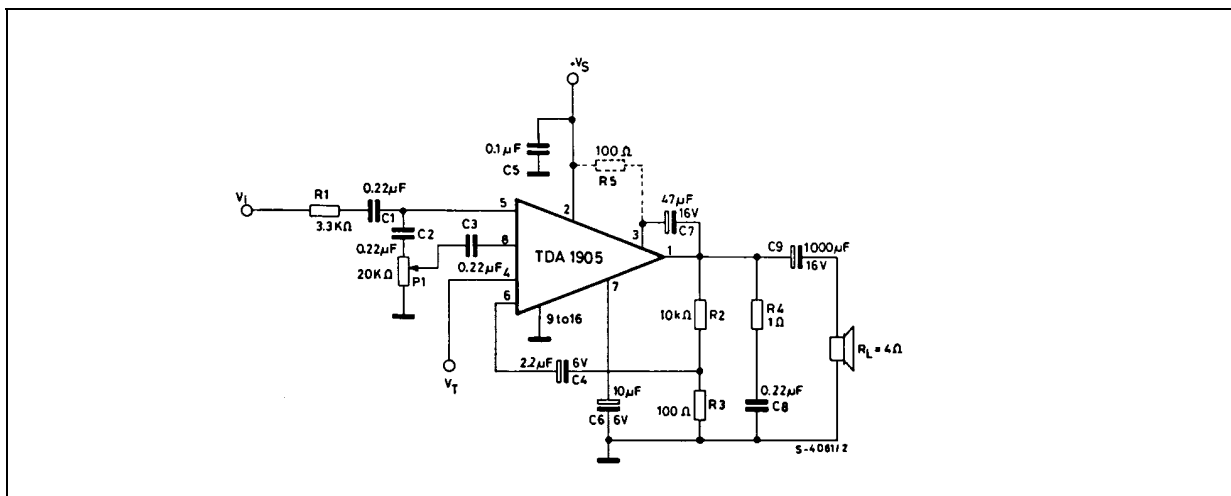 +VS
0.1µF
C5
100 Ω
R5
47µF
16V
C7
VI
R1
3.3KΩ
0.22µF
C1
C2
0.22µF
20KΩ
P1
C3
0.22µF
5
8
4
6
2
3
1
7
TDA 1905
9 to 16
VT
2.2µF
6V
C4
10µF
C6
6V
10kΩ
R2
100 Ω
R3
R4
1Ω
0.22µF
C8
C9
1000µF
16V
RL = 4Ω
S-4061/2